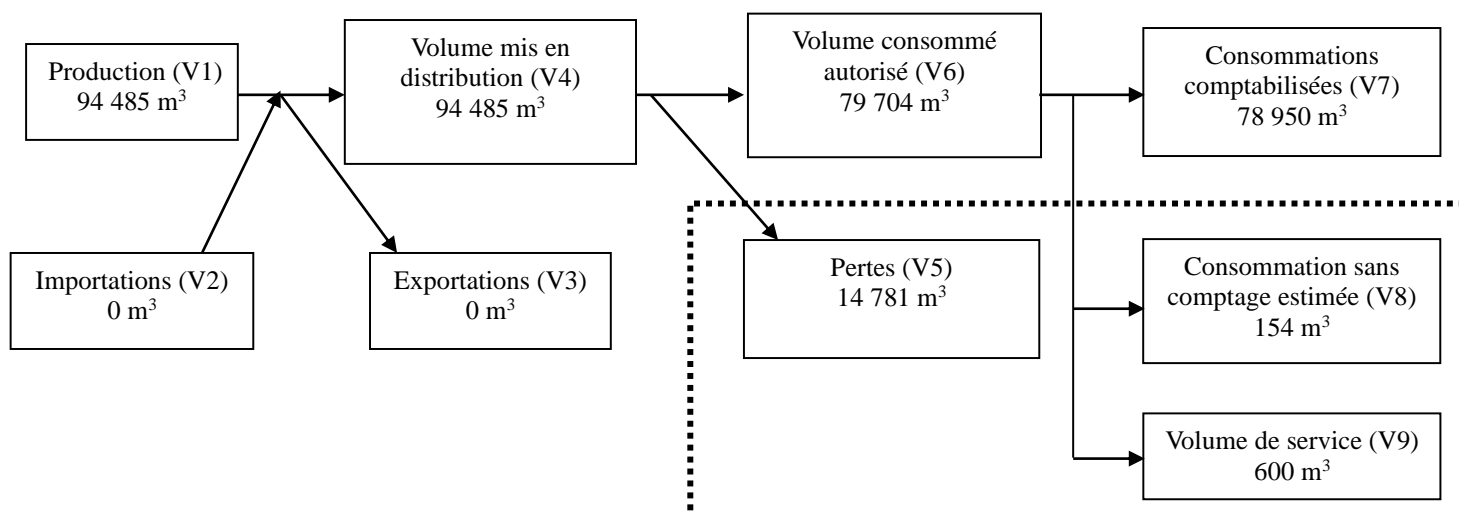 Production (V1)
94 485 m³
Volume mis en
distribution (V4)
94 485 m³
Volume consommé
autorisé (V6)
79 704 m³
Consommations
comptabilisées (V7)
78 950 m³
Importations (V2)
0 m³
Exportations (V3)
0 m³
Pertes (V5)
14 781 m³
Consommation sans
comptage estimée (V8)
154 m³
Volume de service (V9)
600 m³